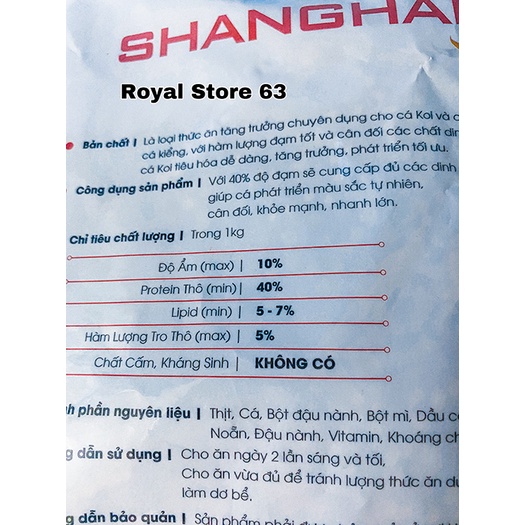 SHANGHAI
Royal Store 63
Bản chất | Là loại thức ăn tăng trưởng chuyên dụng cho cá Koi và c
cá kiểng, với hàm lượng đạm tốt và cân đối các chất din
cá Koi tiêu hóa dễ dàng, tăng trưởng, phát triển tối ưu.
Công dụng sản phẩm | Với 40% độ đạm sẽ cung cấp đủ các dinh
giúp cá phát triển màu sắc tự nhiên,
cân đối, khỏe mạnh, nhanh lớn.
Chỉ tiêu chất lượng | Trong 1kg
Độ Ẩm (max) | 10%
Protein Thô (min) | 40%
Lipid (min) | 5 - 7%
Hàm Lượng Tro Thô (max) | 5%
Chất Cấm, Kháng Sinh | KHÔNG CÓ
h phần nguyên liệu | Thịt, Cá, Bột đậu nành, Bột mì, Dầu c
Noãn, Đậu nành, Vitamin, Khoáng ch
g dẫn sử dụng | Cho ăn ngày 2 lần sáng và tối,
Cho ăn vừa đủ để tránh lượng thức ăn dư
làm dơ bể.
g dẫn bảo quản | Sản phẩm phải